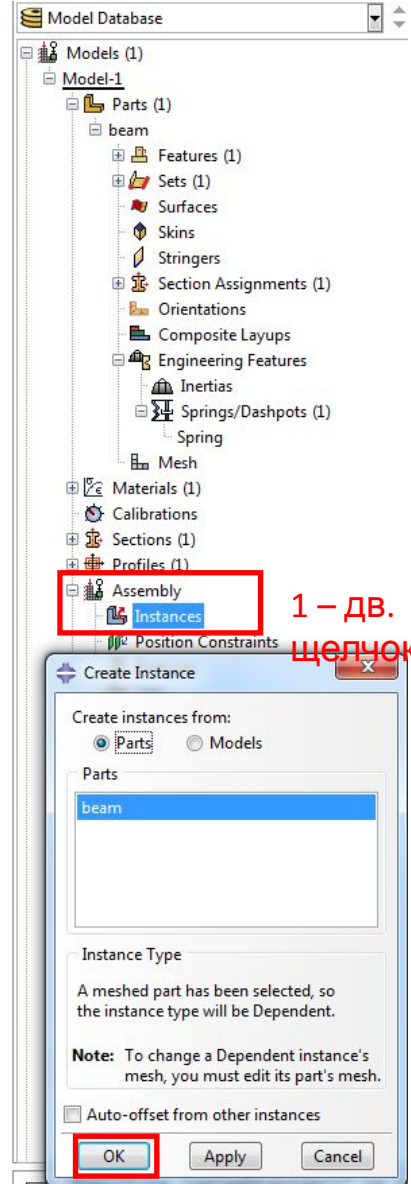 Model Database
Models (1)
Model-1
Parts (1)
beam
Features (1)
Sets (1)
Surfaces
Skins
Stringers
Section Assignments (1)
Orientations
Composite Layups
Engineering Features
Inertias
Springs/Dashpots (1)
Spring
Mesh
Materials (1)
Calibrations
Sections (1)
Profiles (1)
Assembly
Instances
Position Constraints
1 – дв.
щелчок
Create Instance
Create instances from:
Parts Models
Parts
beam
Instance Type
A meshed part has been selected, so
the instance type will be Dependent.
Note: To change a Dependent instance's
mesh, you must edit its part's mesh.
Auto-offset from other instances
OK Apply Cancel